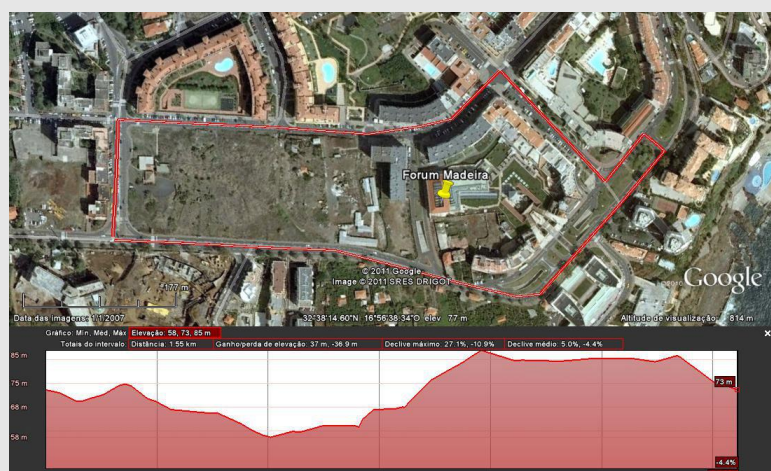 Forum Madeira
© 2011 Google
Image © 2011 SRES DRIGOT
Google
177 m
Data das imagens: 1/1/2007
32°38'14.60"N 16°56'38.34"O elev 77 m
Altitude de visualização 814 m
Gráfico: Mín, Méd, Máx Elevação: 58, 73, 85 m
Totais do intervalo: Distância: 1.55 km Ganho/perda de elevação: 37 m, -36.9 m Declive máximo: 27.1%, -10.9% Declive médio: 5.0%, -4.4%
85 m
75 m
68 m
58 m
73 m
-4.4%